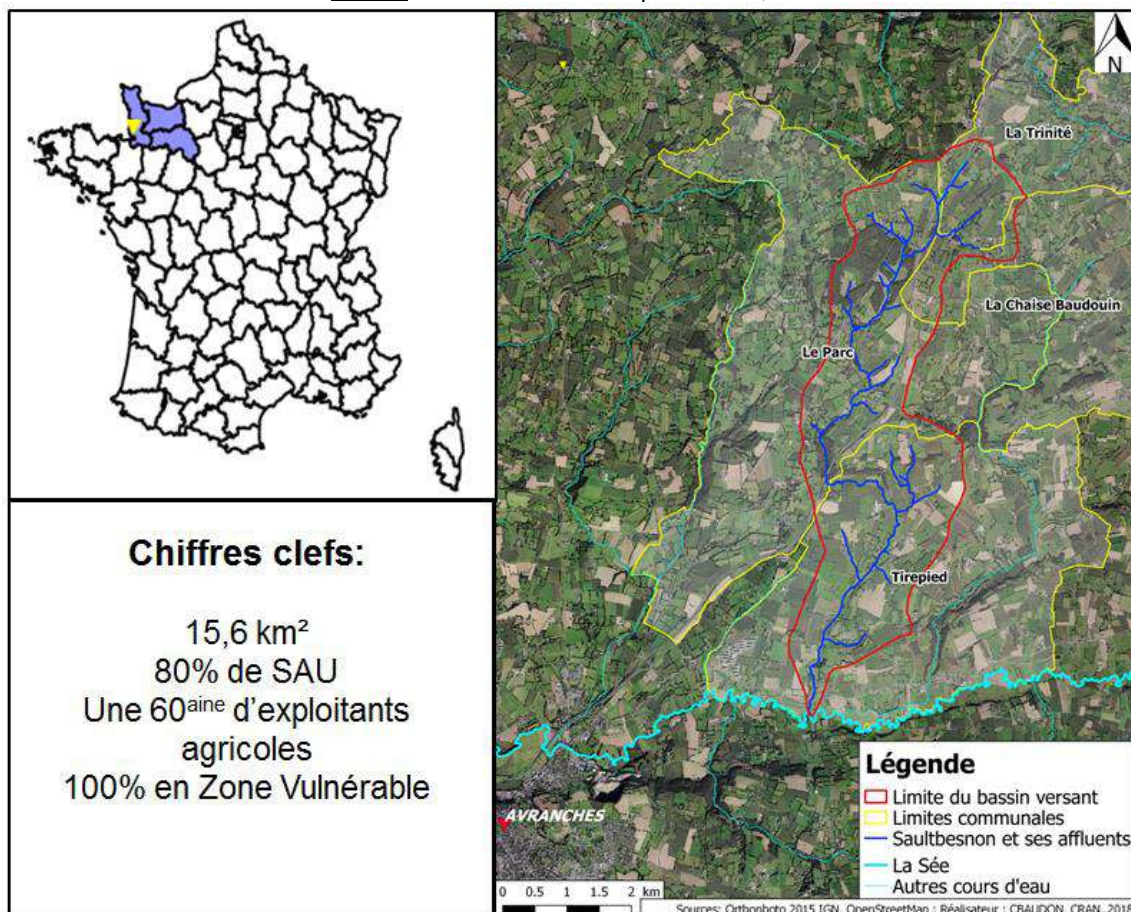 N
La Trinité
La Chaise Baudouin
Le Parc
Tirepied
AVRANCHES
0 0.5 1 1.5 2 km
Légende
Limite du bassin versant
Limites communales
Saultbesnon et ses affluents
La Sée
Autres cours d'eau
Sources: Orthophoto 2015 IGN, OpenStreetMap ; Réalisateur : CBAUDON, CRAN, 2018
Chiffres clefs:
15,6 km²
80% de SAU
Une 60aine d'exploitants
agricoles
100% en Zone Vulnérable